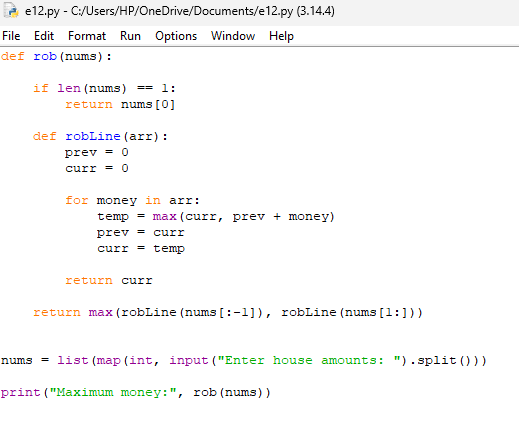 e12.py - C:/Users/HP/OneDrive/Documents/e12.py (3.14.4)
File Edit Format Run Options Window Help
def rob(nums):
    if len(nums) == 1:
        return nums[0]
    def robLine(arr):
        prev = 0
        curr = 0
        for money in arr:
            temp = max(curr, prev + money)
            prev = curr
            curr = temp
        return curr
    return max(robLine(nums[:-1]), robLine(nums[1:]))
nums = list(map(int, input("Enter house amounts: ").split()))
print("Maximum money:", rob(nums))